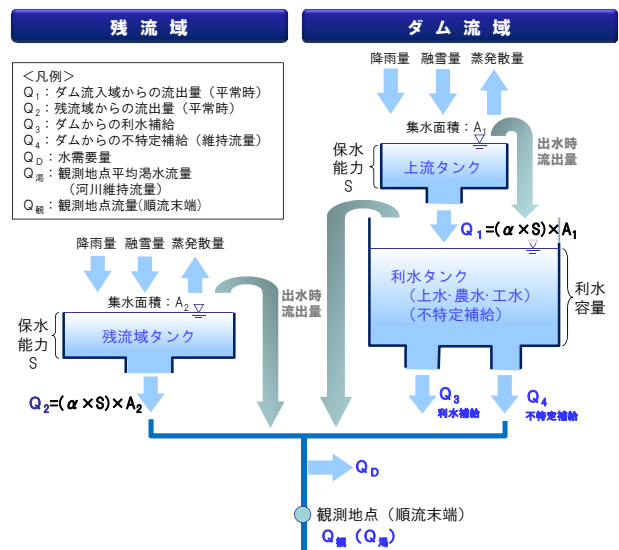 残流域
ダム流域
＜凡例＞
Q1：ダム流入域からの流出量（平常時）
Q2：残流域からの流出量（平常時）
Q3：ダムからの利水補給
Q4：ダムからの不特定補給（維持流量）
QD：水需要量
Q渇：観測地点平均渇水流量
（河川維持流量）
Q観：観測地点流量(順流末端)
降雨量 融雪量 蒸発散量
集水面積：A1
保水
能力
S
上流タンク
出水時
流出量
Q1=(α×S)×A1
利水タンク
（上水･農水･工水）
（不特定補給）
利水
容量
降雨量 融雪量 蒸発散量
集水面積：A2
保水
能力
S
残流域タンク
出水時
流出量
Q2=(α×S)×A2
Q3
利水補給
Q4
不特定補給
QD
観測地点（順流末端）
Q観（Q渇）